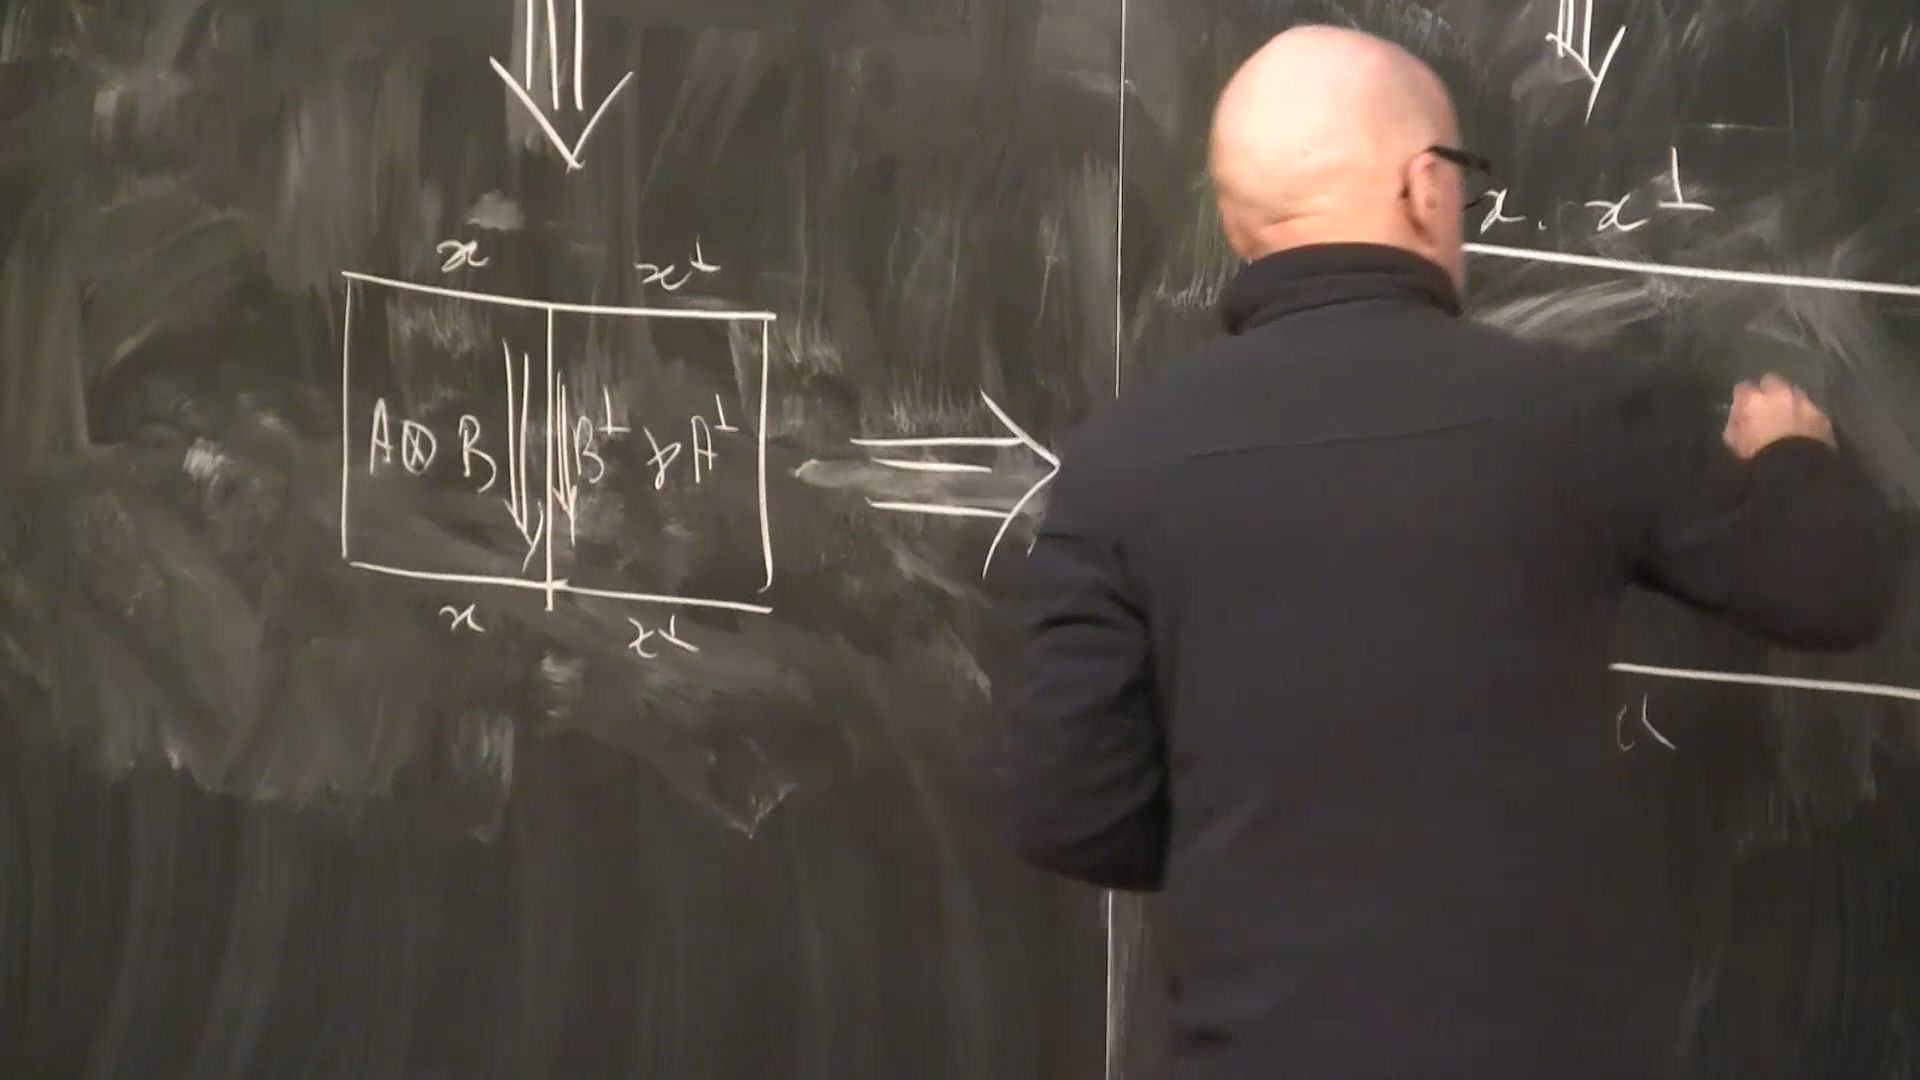 x x⊥
A⊗B B⊥ ⅋ A⊥
x x⊥
x. x⊥